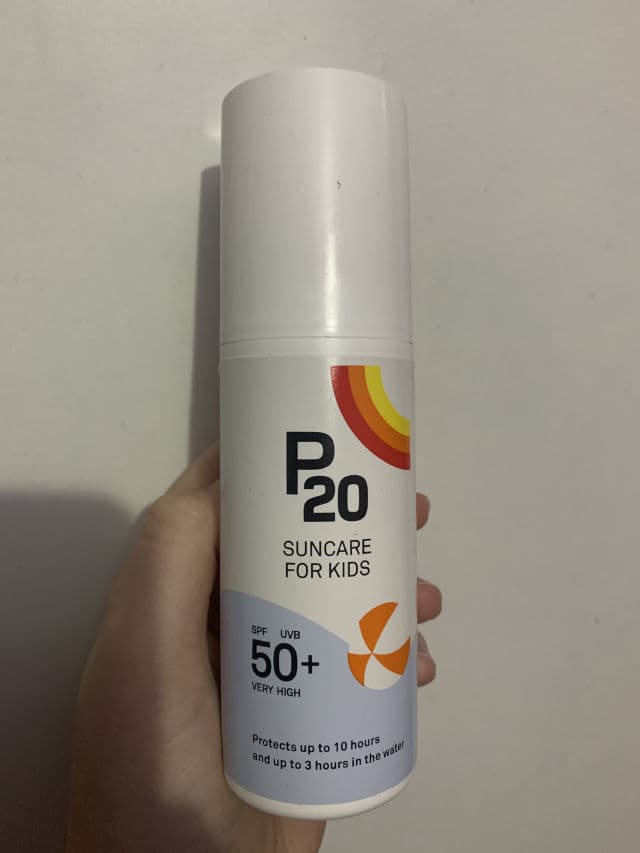 P
20
SUNCARE
FOR KIDS
SPF UVB
50+
VERY HIGH
Protects up to 10 hours
and up to 3 hours in the water